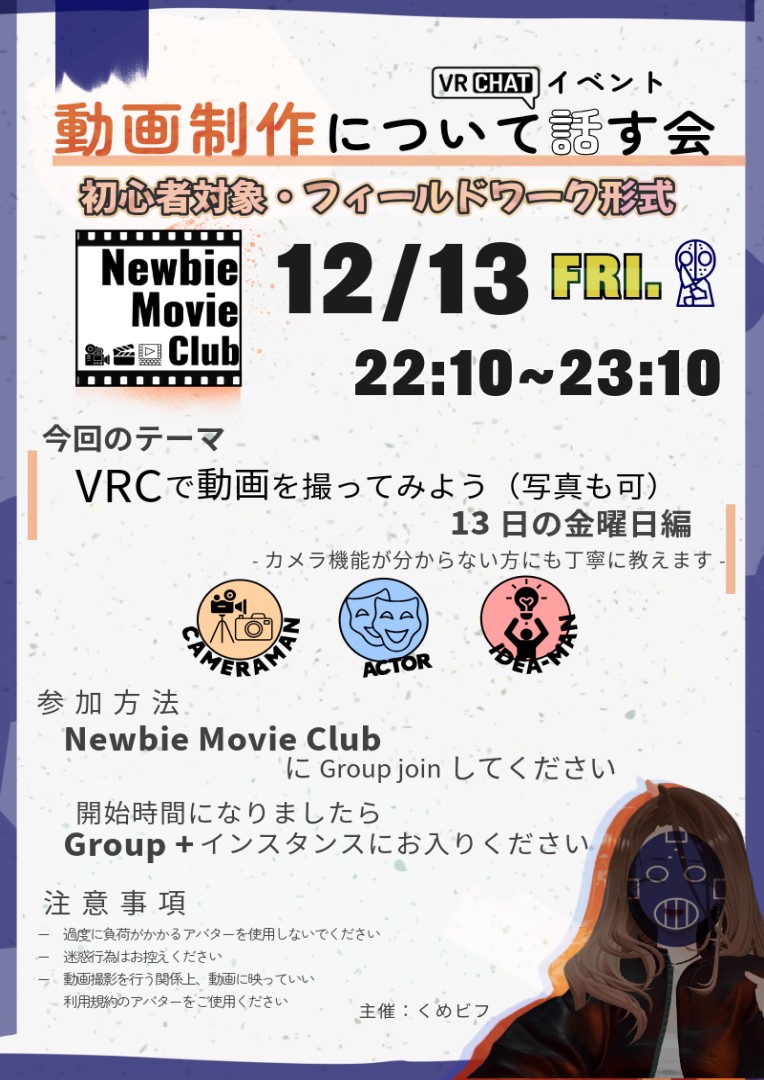 VRCHAT イベント
動画制作について話す会
初心者対象・フィールドワーク形式
Newbie
Movie
Club
12/13 FRI.
22:10~23:10
今回のテーマ
VRCで動画を撮ってみよう（写真も可）
13 日の金曜日編
- カメラ機能が分からない方にも丁寧に教えます -
CAMERAMAN ACTOR IDEA-MAN
参加方法
Newbie Movie Club
に Group join してください
開始時間になりましたら
Group + インスタンスにお入りください
注意事項
― 過度に負荷がかかるアバターを使用しないでください
― 迷惑行為はお控えください
― 動画撮影を行う関係上、動画に映っていい
利用規約のアバターをご使用ください
主催：くめビフ